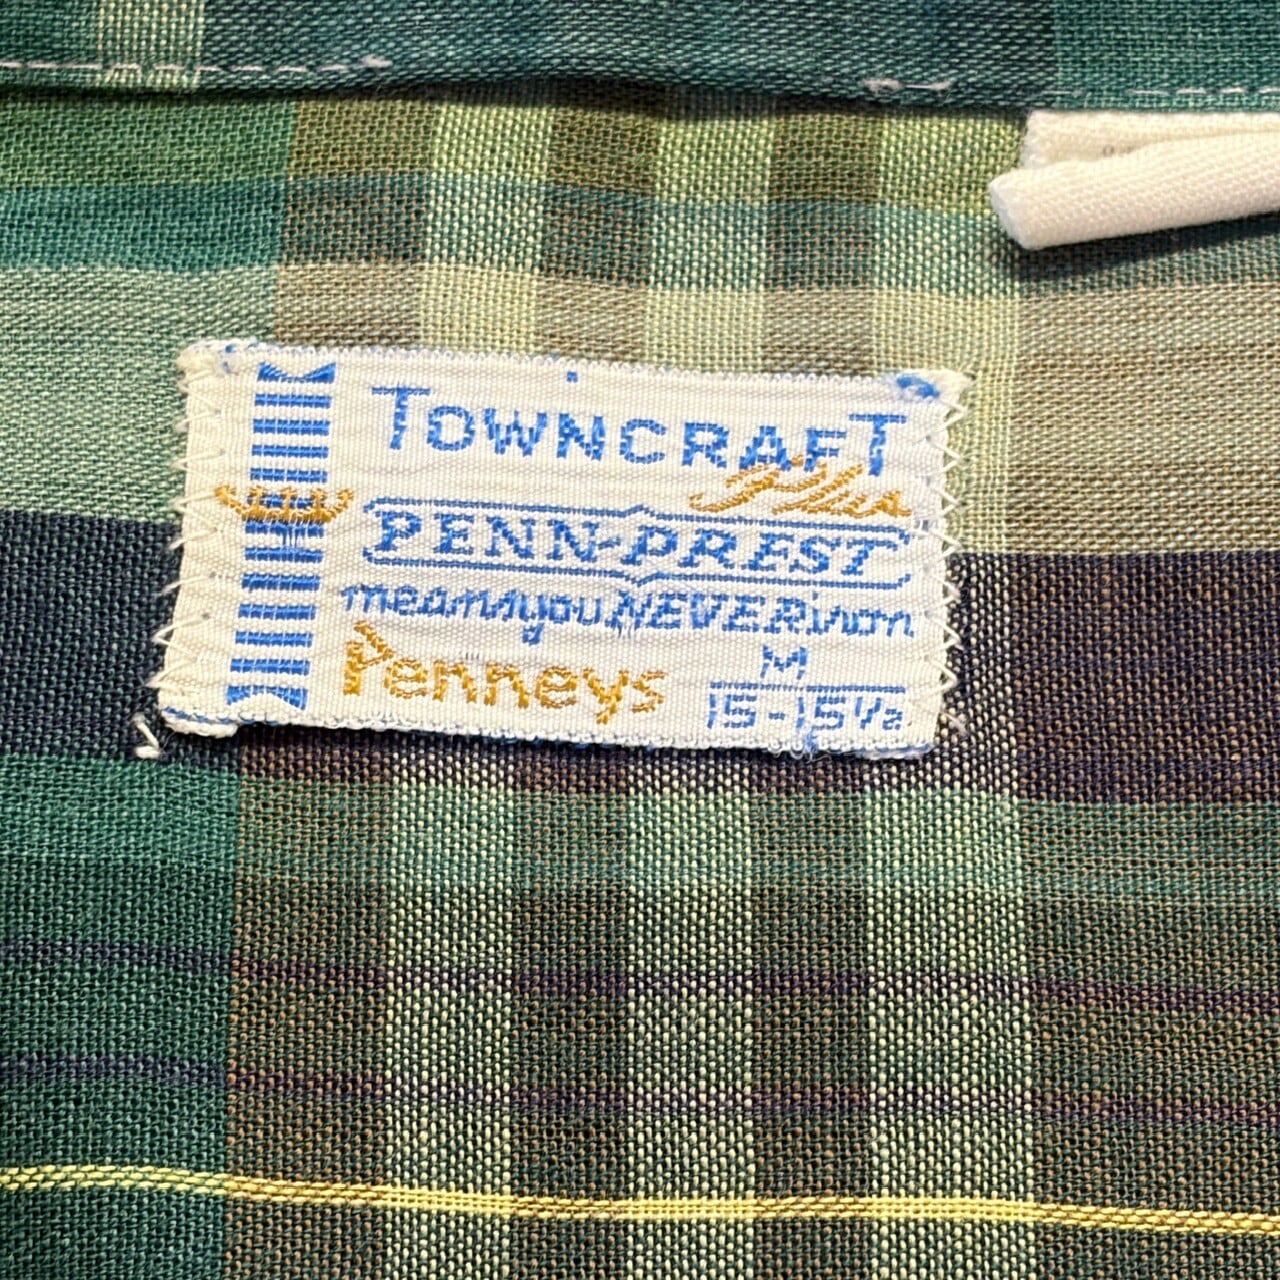 TOWNCRAFT
Plus
PENN-PREST
means you NEVER iron
Penneys
M
15-15½